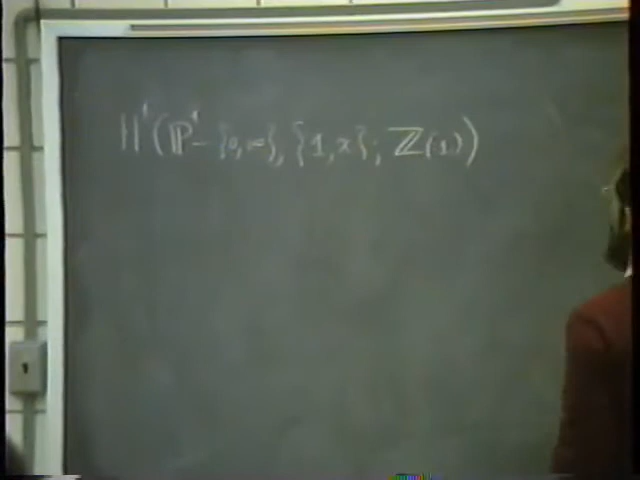 H¹(ℙ¹-{0,∞}, {1,x}; ℤ(1))